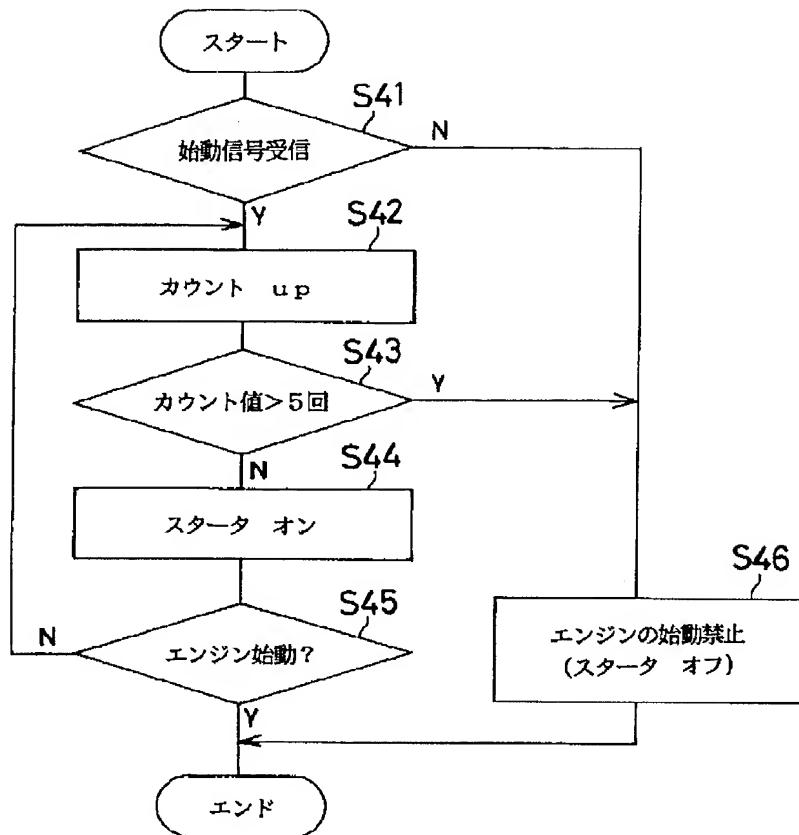 スタート
S41
始動信号受信
N
Y
S42
カウント up
S43
カウント値>5回
Y
N
S44
スタータ オン
S45
エンジン始動?
N
Y
S46
エンジンの始動禁止
(スタータ オフ)
エンド